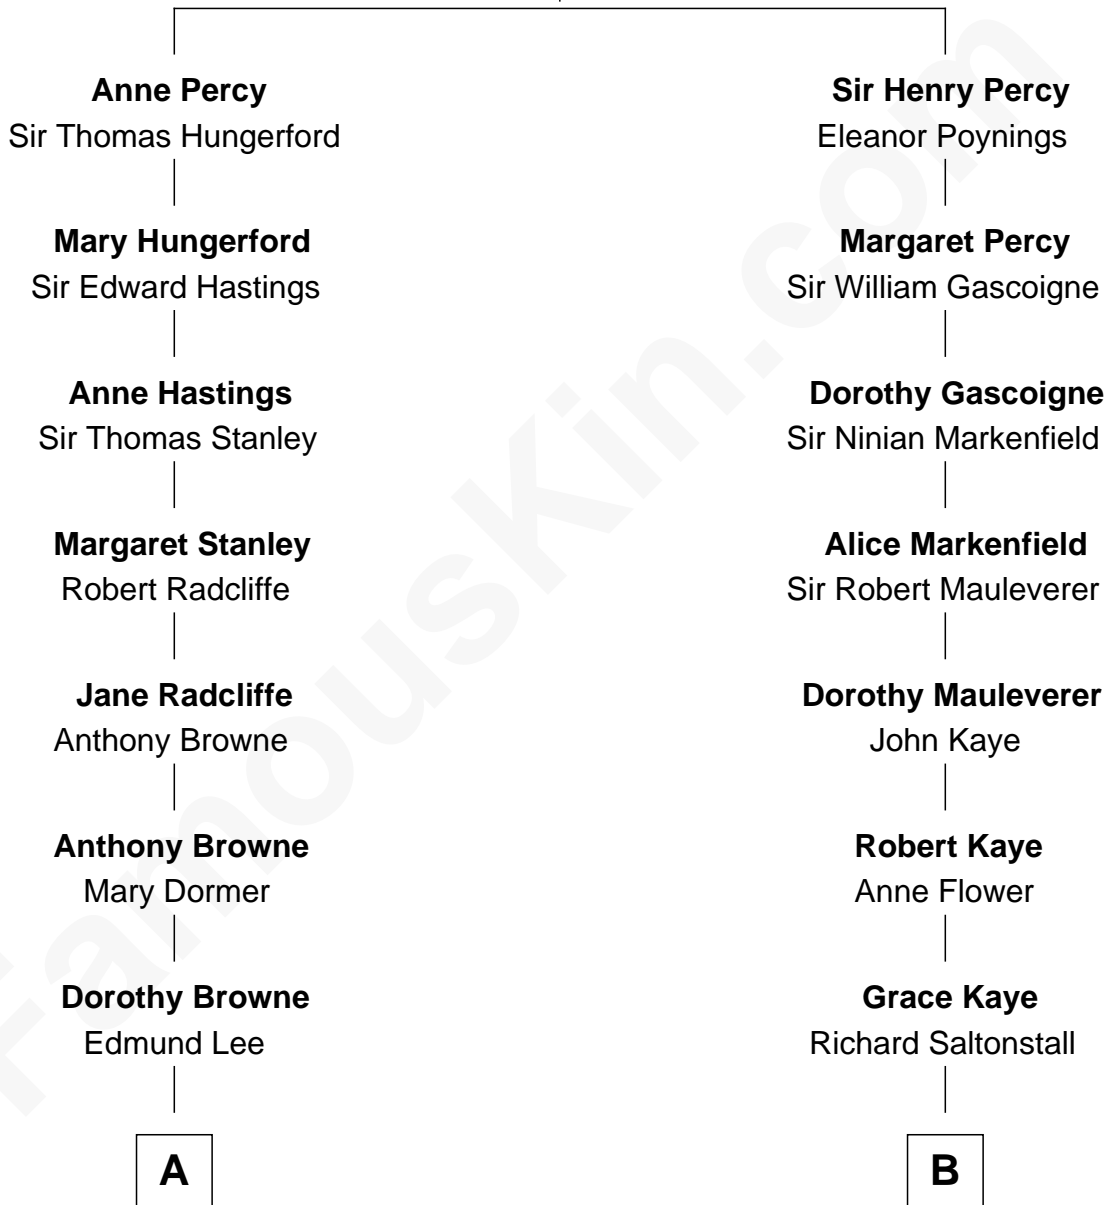 Anne Percy
Sir Thomas Hungerford
Mary Hungerford
Sir Edward Hastings
Anne Hastings
Sir Thomas Stanley
Margaret Stanley
Robert Radcliffe
Jane Radcliffe
Anthony Browne
Anthony Browne
Mary Dormer
Dorothy Browne
Edmund Lee
A
Sir Henry Percy
Eleanor Poynings
Margaret Percy
Sir William Gascoigne
Dorothy Gascoigne
Sir Ninian Markenfield
Alice Markenfield
Sir Robert Mauleverer
Dorothy Mauleverer
John Kaye
Robert Kaye
Anne Flower
Grace Kaye
Richard Saltonstall
B
FamousKin.com